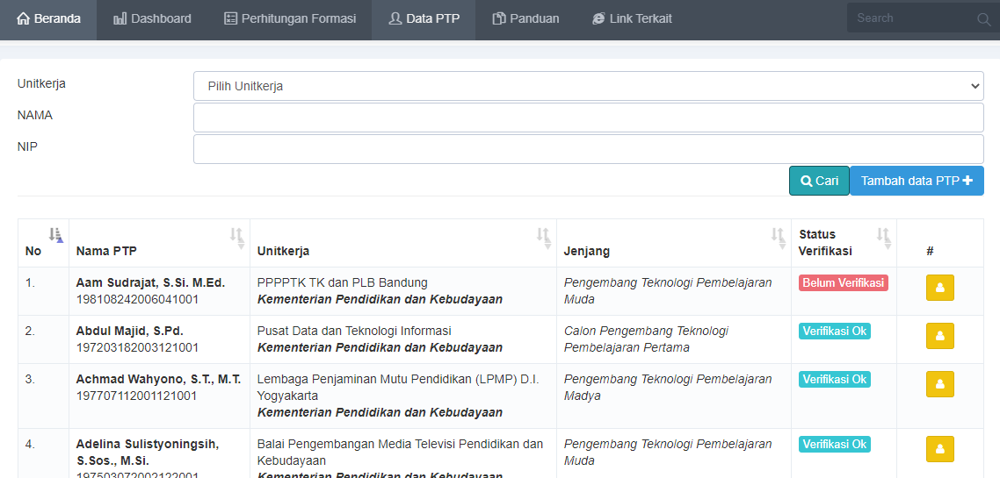 Beranda Dashboard Perhitungan Formasi Data PTP Panduan Link Terkait Search
Unitkerja Pilih Unitkerja
NAMA
NIP
Cari Tambah data PTP
No Nama PTP Unitkerja Jenjang Status Verifikasi #
1. Aam Sudrajat, S.Si. M.Ed. PPPPTK TK dan PLB Bandung Pengembang Teknologi Pembelajaran Belum Verifikasi
198108242006041001 Kementerian Pendidikan dan Kebudayaan Muda
2. Abdul Majid, S.Pd. Pusat Data dan Teknologi Informasi Calon Pengembang Teknologi Verifikasi Ok
197203182003121001 Kementerian Pendidikan dan Kebudayaan Pembelajaran Pertama
3. Achmad Wahyono, S.T., M.T. Lembaga Penjaminan Mutu Pendidikan (LPMP) D.I. Pengembang Teknologi Pembelajaran Verifikasi Ok
197707112001121001 Yogyakarta Madya
Kementerian Pendidikan dan Kebudayaan
4. Adelina Sulistyoningsih, Balai Pengembangan Media Televisi Pendidikan dan Pengembang Teknologi Pembelajaran Verifikasi Ok
S.Sos., M.Si. Kebudayaan Muda
197503072002122001 Kementerian Pendidikan dan Kebudayaan